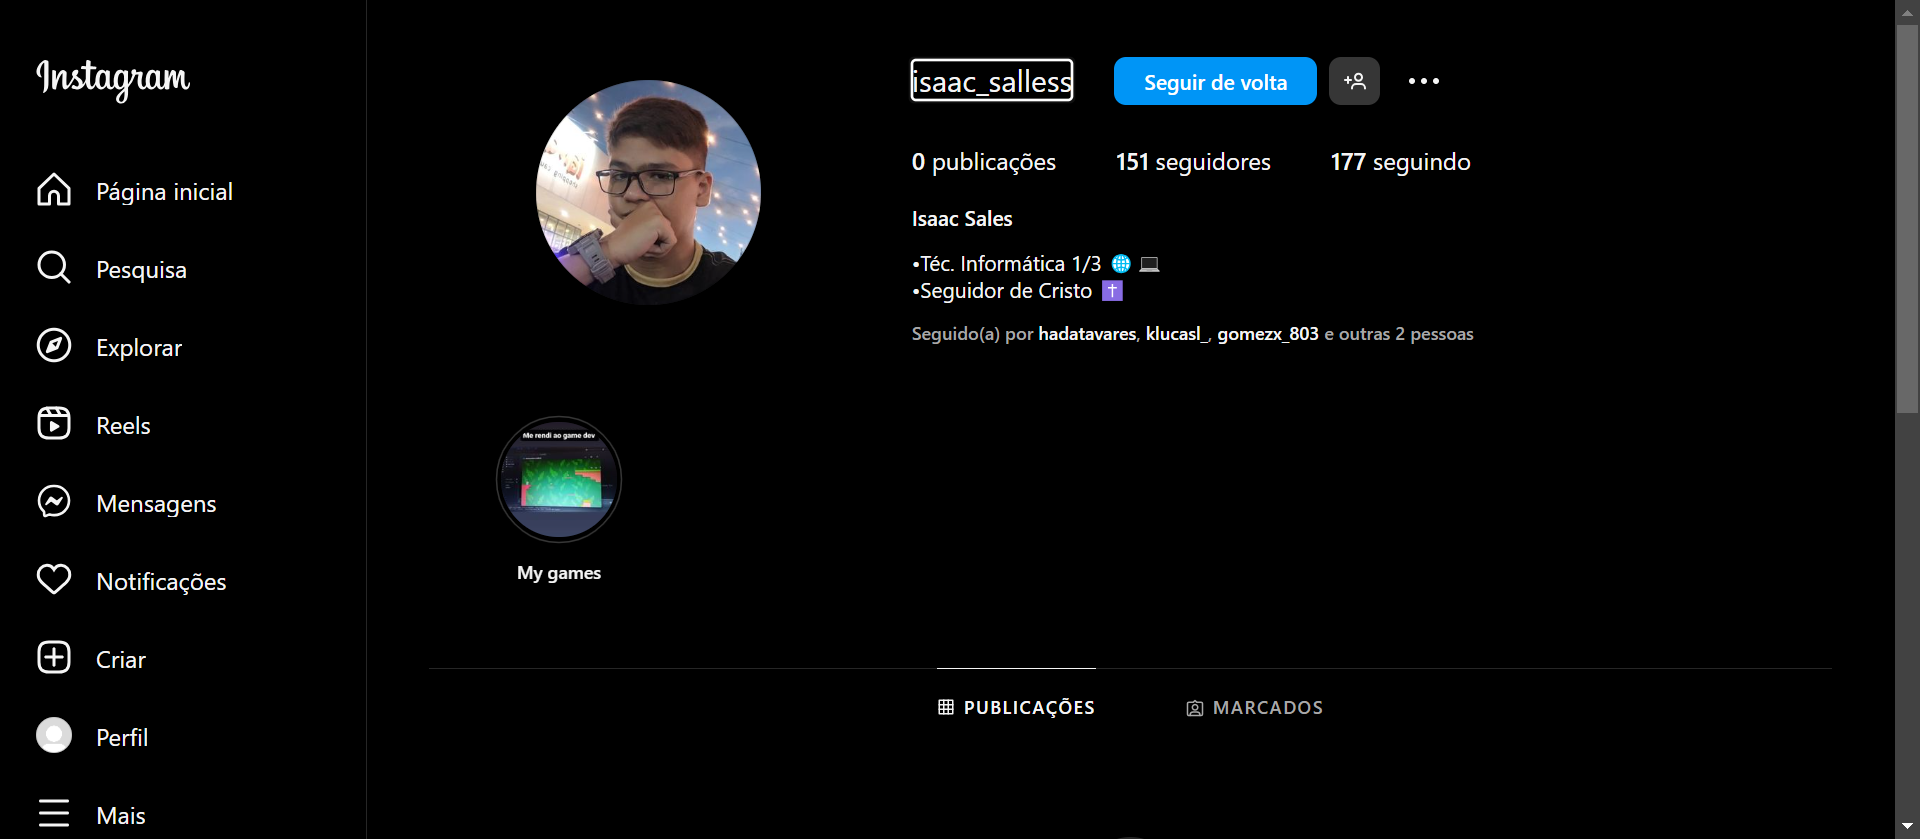 Instagram
Página inicial
Pesquisa
Explorar
Reels
Mensagens
Notificações
Criar
Perfil
Mais
isaac_salless
Seguir de volta
0 publicações
151 seguidores
177 seguindo
Isaac Sales
•Téc. Informática 1/3 🌐 💻
•Seguidor de Cristo ✝️
Seguido(a) por hadatavares, klucasl_, gomezx_803 e outras 2 pessoas
Me rendi ao game dev
My games
PUBLICAÇÕES
MARCADOS